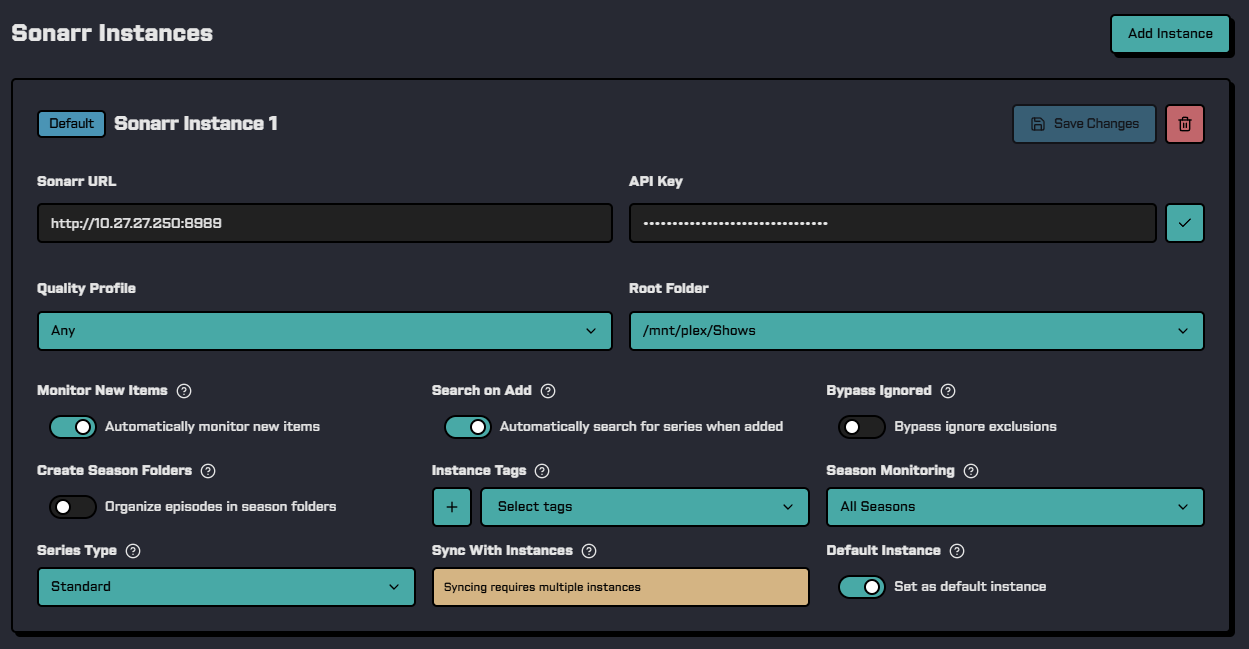 Sonarr Instances
Add Instance
Default Sonarr Instance 1
Save Changes
Sonarr URL
API Key
http://10.27.27.250:8989
••••••••••••••••••••••••••••••••
Quality Profile
Root Folder
Any
/mnt/plex/Shows
Monitor New Items
Search on Add
Bypass Ignored
Automatically monitor new items
Automatically search for series when added
Bypass ignore exclusions
Create Season Folders
Instance Tags
Season Monitoring
Organize episodes in season folders
Select tags
All Seasons
Series Type
Sync With Instances
Default Instance
Standard
Syncing requires multiple instances
Set as default instance